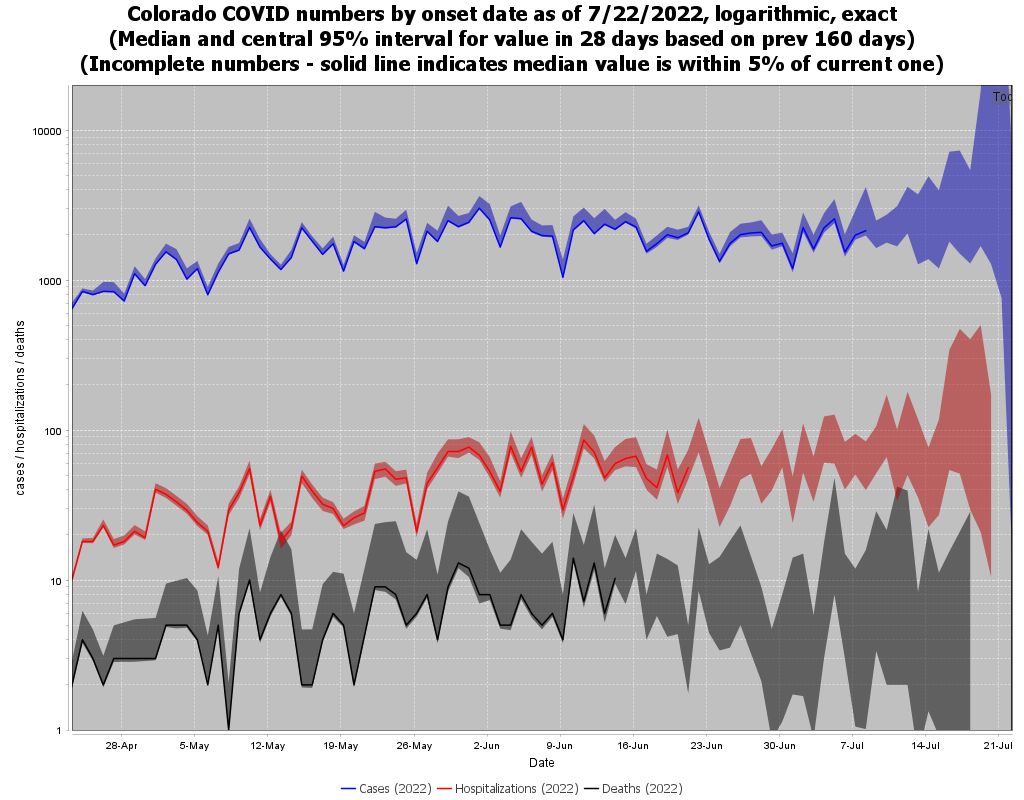 Colorado COVID numbers by onset date as of 7/22/2022, logarithmic, exact
(Median and central 95% interval for value in 28 days based on prev 160 days)
(Incomplete numbers - solid line indicates median value is within 5% of current one)
Too
10000
1000
100
10
1
cases / hospitalizations / deaths
28-Apr 5-May 12-May 19-May 26-May 2-Jun 9-Jun 16-Jun 23-Jun 30-Jun 7-Jul 14-Jul 21-Jul
Date
Cases (2022) Hospitalizations (2022) Deaths (2022)